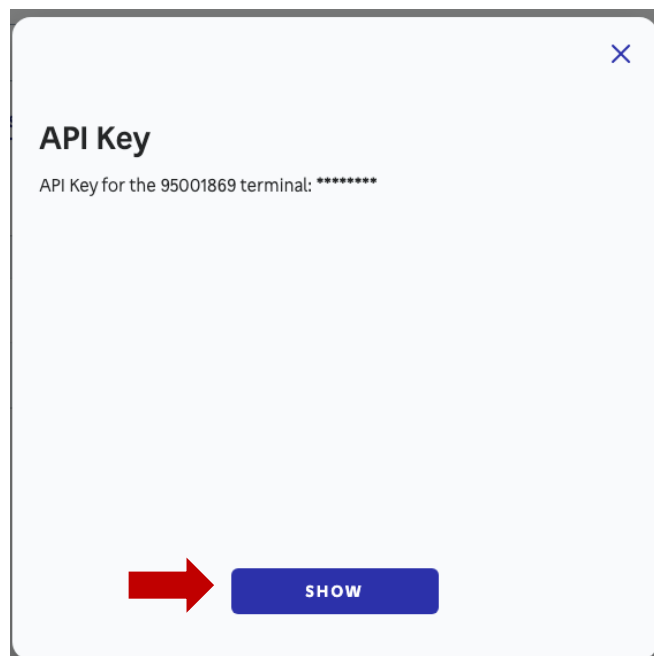 API Key
API Key for the 95001869 terminal: ********
SHOW